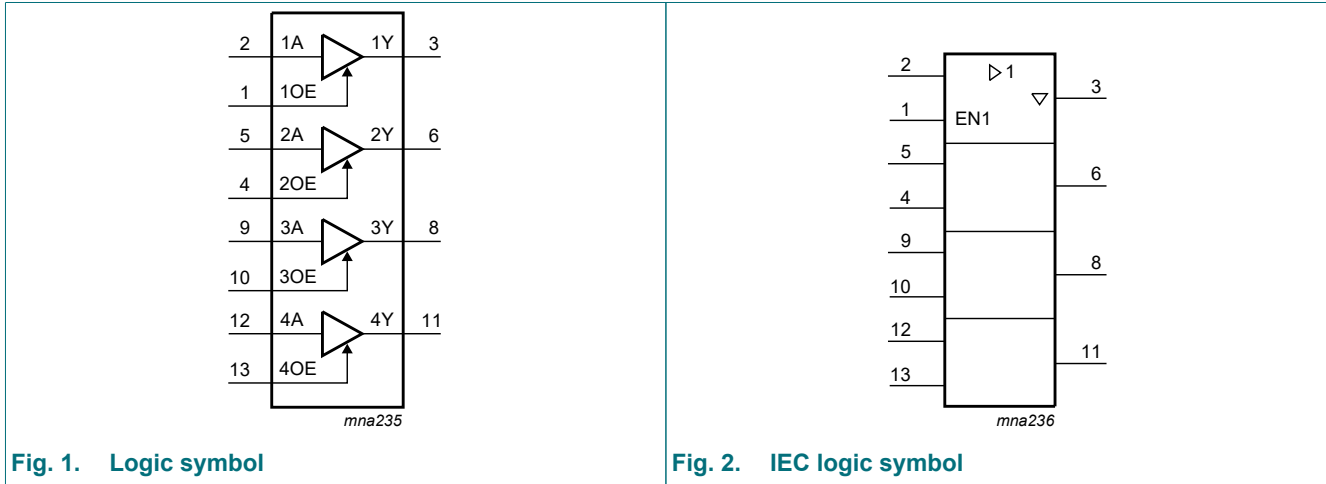 2 1A 1Y 3
1 1OE
5 2A 2Y 6
4 2OE
9 3A 3Y 8
10 3OE
12 4A 4Y 11
13 4OE
mna235
Fig. 1. Logic symbol
2 1
3
1 EN1
5
6
4
9
8
10
12
11
13
mna236
Fig. 2. IEC logic symbol